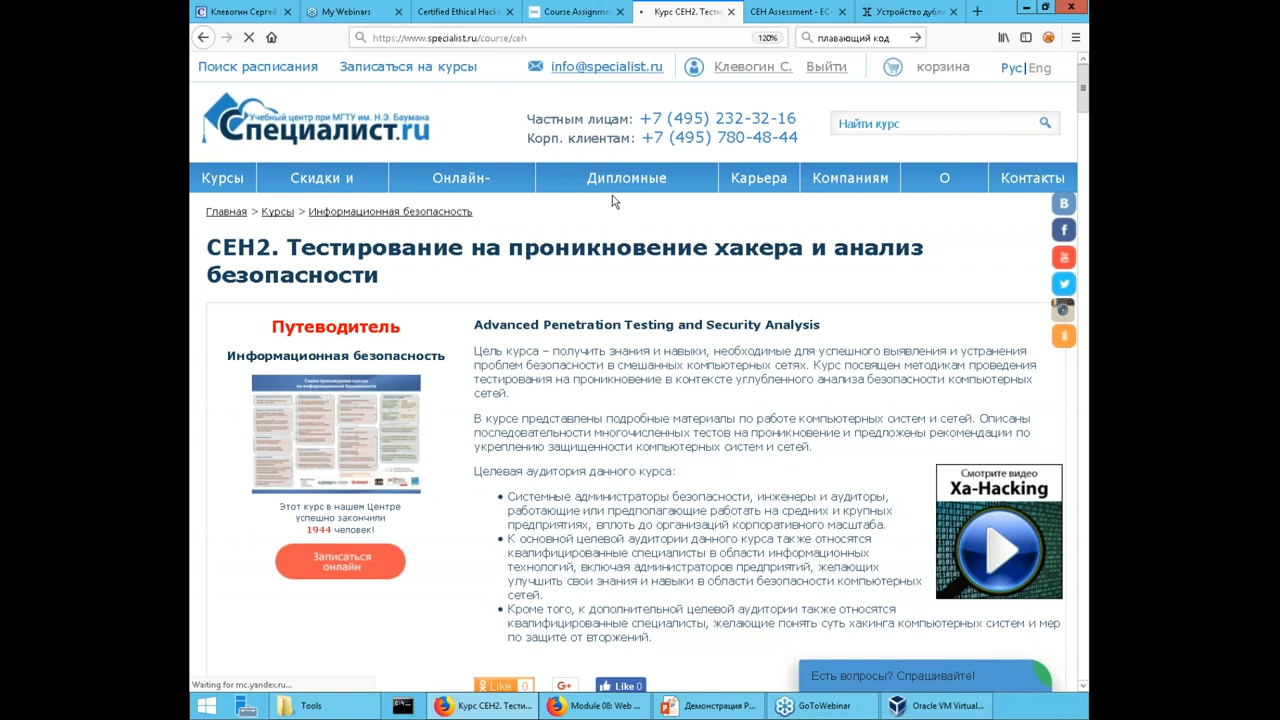 Клевогин Сергей
My Webinars
Certified Ethical Hacke
Course Assignme
Курс CEH2. Тести
CEH Assessment - EC-
Устройство дубли
https://www.specialist.ru/course/ceh
120%
плавающий код
Поиск расписания
Записаться на курсы
info@specialist.ru
Клевогин С.
Выйти
корзина
Рус|Eng
Учебный центр при МГТУ им. Н.Э. Баумана
Специалист.ru
Частным лицам: +7 (495) 232-32-16
Корп. клиентам: +7 (495) 780-48-44
Найти курс
Курсы
Скидки и
Онлайн-
Дипломные
Карьера
Компаниям
О
Контакты
Главная > Курсы > Информационная безопасность
CEH2. Тестирование на проникновение хакера и анализ
безопасности
Путеводитель
Информационная безопасность
Этот курс в нашем Центре
успешно закончили
1944 человек!
Записаться
онлайн
Advanced Penetration Testing and Security Analysis
Цель курса – получить знания и навыки, необходимые для успешного выявления и устранения
проблем безопасности в смешанных компьютерных сетях. Курс посвящен методикам проведения
тестирования на проникновение в контексте углубленного анализа безопасности компьютерных
сетей.
В курсе представлены подробные материалы по работе компьютерных систем и сетей. Описаны
последовательности многочисленных тестов на проникновение и предложены рекомендации по
укреплению защищенности компьютерных систем и сетей.
Целевая аудитория данного курса:
• Системные администраторы безопасности, инженеры и аудиторы,
работающие или предполагающие работать на средних и крупных
предприятиях, вплоть до организаций корпоративного масштаба.
• К основной целевой аудитории данного курса также относятся
квалифицированные специалисты в области информационных
технологий, включая администраторов предприятий, желающих
улучшить свои знания и навыки в области безопасности компьютерных
сетей.
• Кроме того, к дополнительной целевой аудитории также относятся
квалифицированные специалисты, желающие понять суть хакинга компьютерных систем и мер
по защите от вторжений.
Смотрите видео
Xa-Hacking
Like 0
G+
Like 0
Есть вопросы? Спрашивайте!
Waiting for mc.yandex.ru...
Tools
Курс CEH2. Тести...
Module 08: Web ...
Демонстрация Р...
GoToWebinar
Oracle VM Virtual...